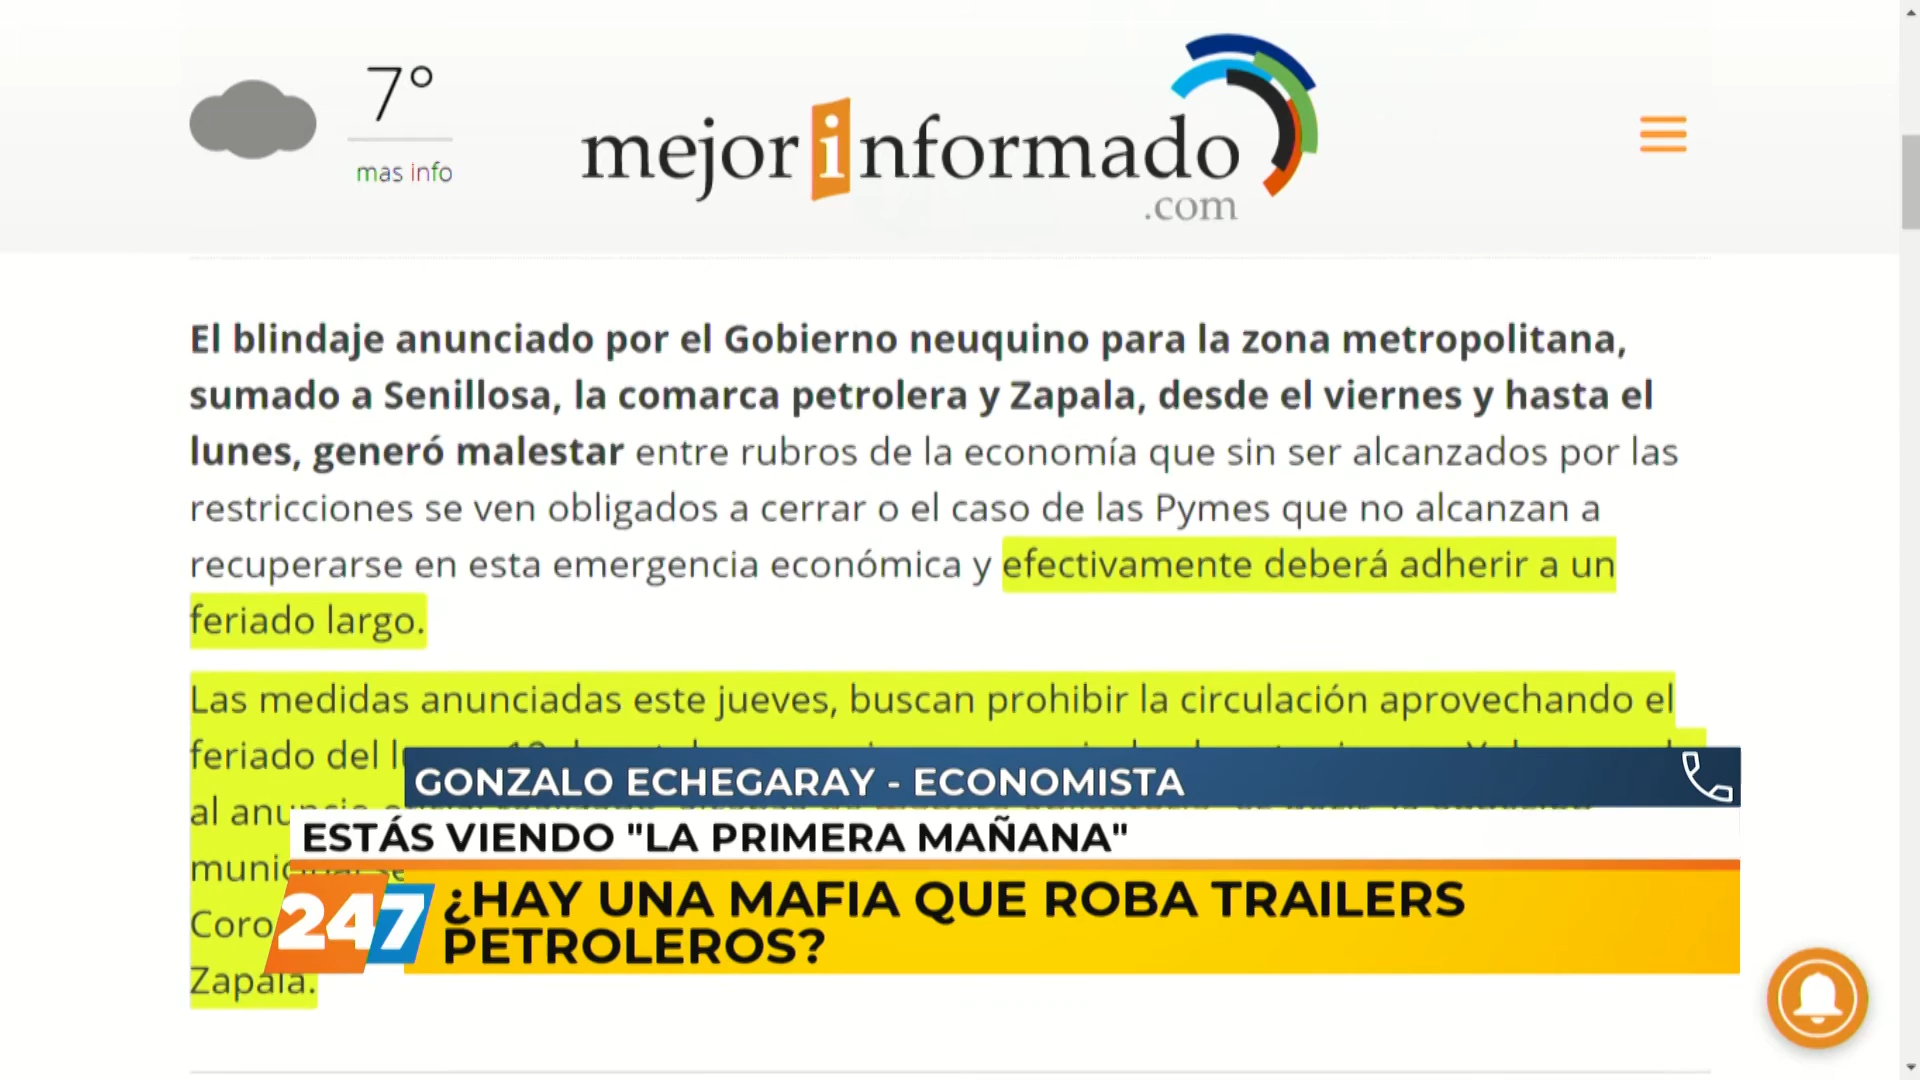 7°
mas info
mejor informado
.com
El blindaje anunciado por el Gobierno neuquino para la zona metropolitana,
sumado a Senillosa, la comarca petrolera y Zapala, desde el viernes y hasta el
lunes, generó malestar entre rubros de la economía que sin ser alcanzados por las
restricciones se ven obligados a cerrar o el caso de las Pymes que no alcanzan a
recuperarse en esta emergencia económica y efectivamente deberá adherir a un
feriado largo.
Las medidas anunciadas este jueves, buscan prohibir la circulación aprovechando el
feriado del
al
GONZALO ECHEGARAY - ECONOMISTA
ESTÁS VIENDO "LA PRIMERA MAÑANA"
247 ¿HAY UNA MAFIA QUE ROBA TRAILERS
PETROLEROS?
Zapala.